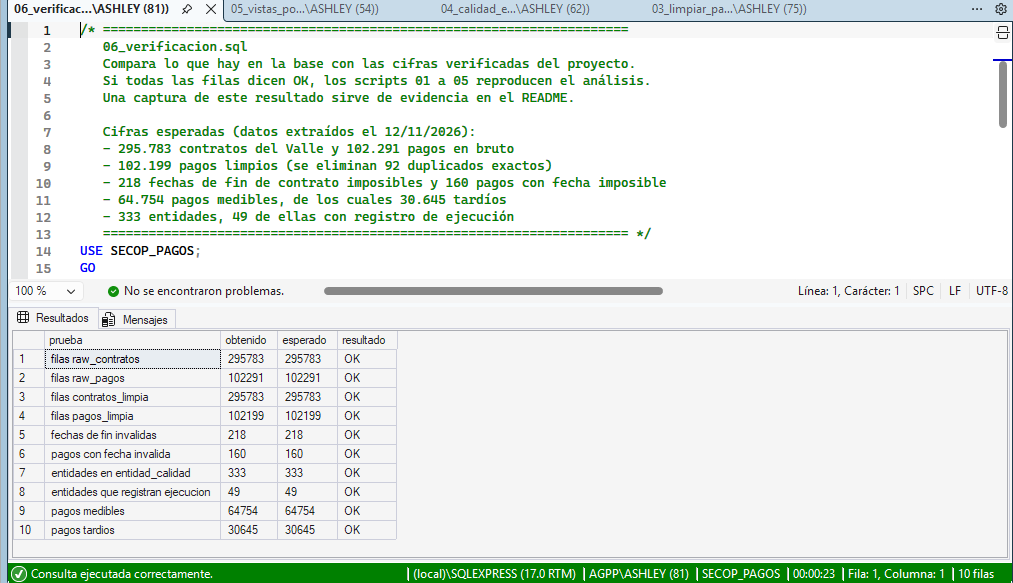 06_verificac...\ASHLEY (81)) 05_vistas_po...\ASHLEY (54)) 04_calidad_e...\ASHLEY (62)) 03_limpiar_pa...\ASHLEY (75))
1 /* =====================================================================
2 06_verificacion.sql
3 Compara lo que hay en la base con las cifras verificadas del proyecto.
4 Si todas las filas dicen OK, los scripts 01 a 05 reproducen el análisis.
5 Una captura de este resultado sirve de evidencia en el README.
6
7 Cifras esperadas (datos extraídos el 12/11/2026):
8 - 295.783 contratos del Valle y 102.291 pagos en bruto
9 - 102.199 pagos limpios (se eliminan 92 duplicados exactos)
10 - 218 fechas de fin de contrato imposibles y 160 pagos con fecha imposible
11 - 64.754 pagos medibles, de los cuales 30.645 tardíos
12 - 333 entidades, 49 de ellas con registro de ejecución
13 ===================================================================== */
14 USE SECOP_PAGOS;
15 GO
100 % No se encontraron problemas. Línea: 1, Carácter: 1 SPC LF UTF-8
Resultados Mensajes
prueba obtenido esperado resultado
1 filas raw_contratos 295783 295783 OK
2 filas raw_pagos 102291 102291 OK
3 filas contratos_limpia 295783 295783 OK
4 filas pagos_limpia 102199 102199 OK
5 fechas de fin invalidas 218 218 OK
6 pagos con fecha invalida 160 160 OK
7 entidades en entidad_calidad 333 333 OK
8 entidades que registran ejecucion 49 49 OK
9 pagos medibles 64754 64754 OK
10 pagos tardios 30645 30645 OK
Consulta ejecutada correctamente. (local)\SQLEXPRESS (17.0 RTM) AGPP\ASHLEY (81) SECOP_PAGOS 00:00:23 Fila: 1, Columna: 1 10 filas